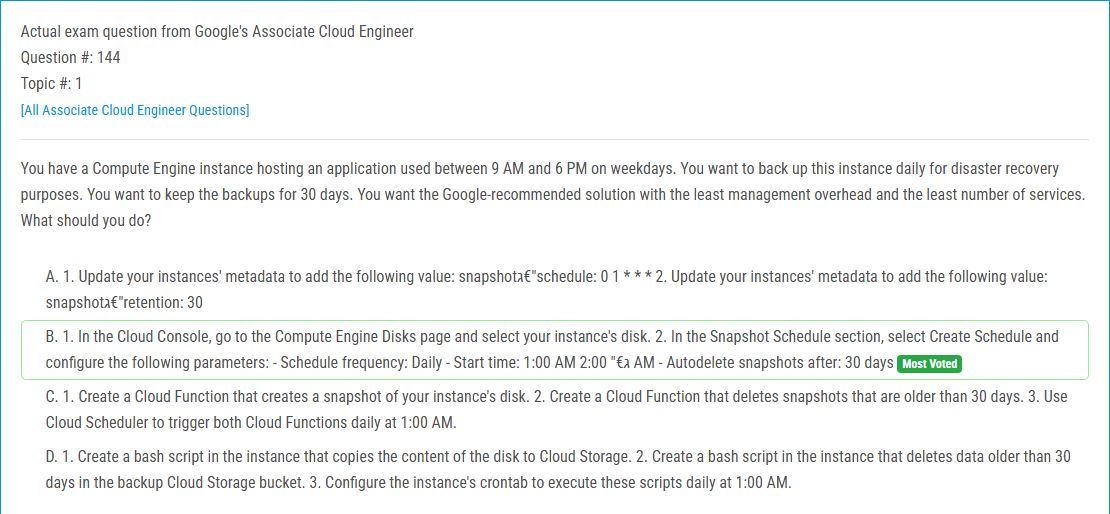 Actual exam question from Google's Associate Cloud Engineer
Question #: 144
Topic #: 1
[All Associate Cloud Engineer Questions]
You have a Compute Engine instance hosting an application used between 9 AM and 6 PM on weekdays. You want to back up this instance daily for disaster recovery
purposes. You want to keep the backups for 30 days. You want the Google-recommended solution with the least management overhead and the least number of services.
What should you do?
A. 1. Update your instances' metadata to add the following value: snapshotג€"schedule: 0 1 * * * 2. Update your instances' metadata to add the following value:
snapshotג€"retention: 30
B. 1. In the Cloud Console, go to the Compute Engine Disks page and select your instance's disk. 2. In the Snapshot Schedule section, select Create Schedule and
configure the following parameters: - Schedule frequency: Daily - Start time: 1:00 AM 2:00 "€ג AM - Autodelete snapshots after: 30 days Most Voted
C. 1. Create a Cloud Function that creates a snapshot of your instance's disk. 2. Create a Cloud Function that deletes snapshots that are older than 30 days. 3. Use
Cloud Scheduler to trigger both Cloud Functions daily at 1:00 AM.
D. 1. Create a bash script in the instance that copies the content of the disk to Cloud Storage. 2. Create a bash script in the instance that deletes data older than 30
days in the backup Cloud Storage bucket. 3. Configure the instance's crontab to execute these scripts daily at 1:00 AM.